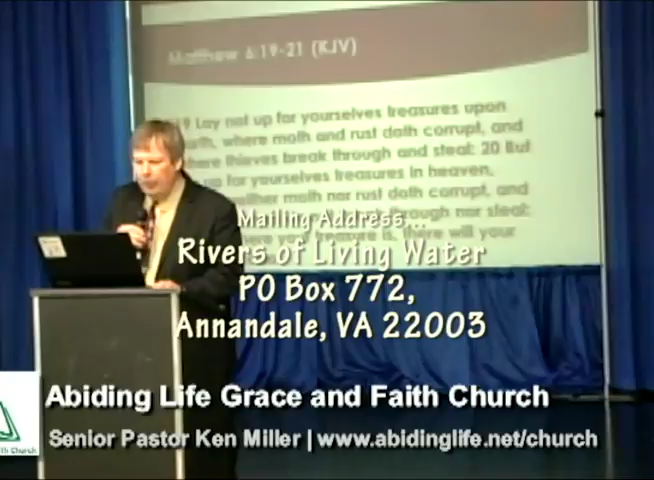 Matthew 6:19-21 (KJV)
19 Lay not up for yourselves treasures upon
earth, where moth and rust doth corrupt, and
where thieves break through and steal: 20 But
up for yourselves treasures in heaven,
neither moth nor rust doth corrupt, and
through nor steal:
treasure is, there will your
Mailing Address...
Rivers of Living Water
PO Box 772,
Annandale, VA 22003
Abiding Life Grace and Faith Church
Senior Pastor Ken Miller | www.abidinglife.net/church
Faith Church